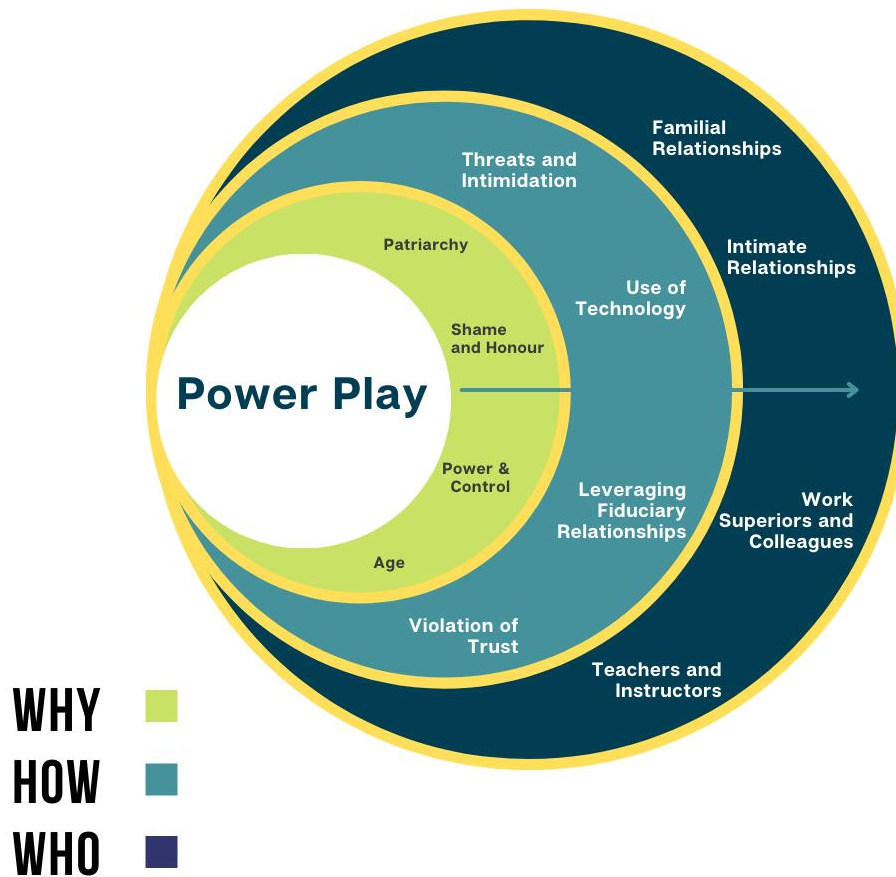 Familial
Relationships
Threats and
Intimidation
Patriarchy
Intimate
Relationships
Use of
Technology
Shame
and Honour
Power Play
Power &
Control
Leveraging
Fiduciary
Relationships
Work
Superiors and
Colleagues
Age
Violation of
Trust
Teachers and
Instructors
WHY
HOW
WHO